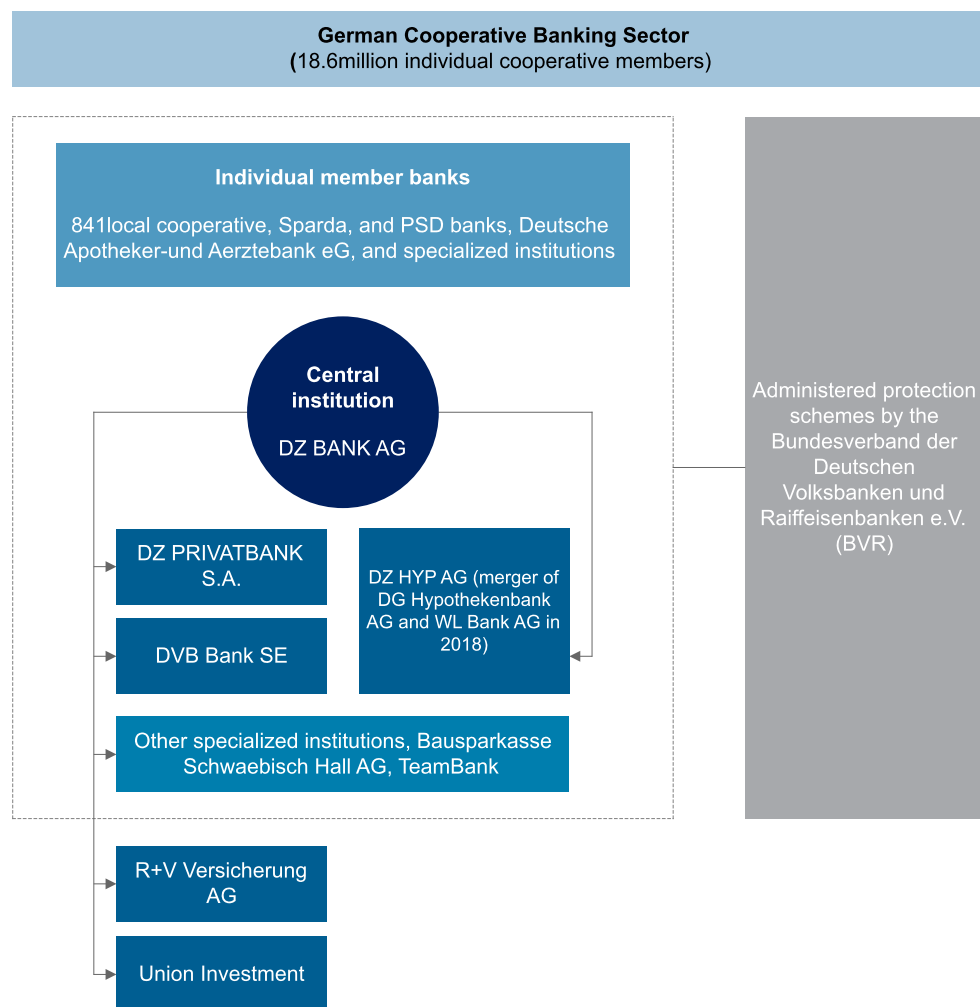 German Cooperative Banking Sector
(18.6million individual cooperative members)
Individual member banks
841local cooperative, Sparda, and PSD banks, Deutsche
Apotheker-und Aerztebank eG, and specialized institutions
Central
institution
DZ BANK AG
DZ PRIVATBANK
S.A.
DVB Bank SE
DZ HYP AG (merger of
DG Hypothekenbank
AG and WL Bank AG in
2018)
Other specialized institutions, Bausparkasse
Schwaebisch Hall AG, TeamBank
R+V Versicherung
AG
Union Investment
Administered protection
schemes by the
Bundesverband der
Deutschen
Volksbanken und
Raiffeisenbanken e.V.
(BVR)